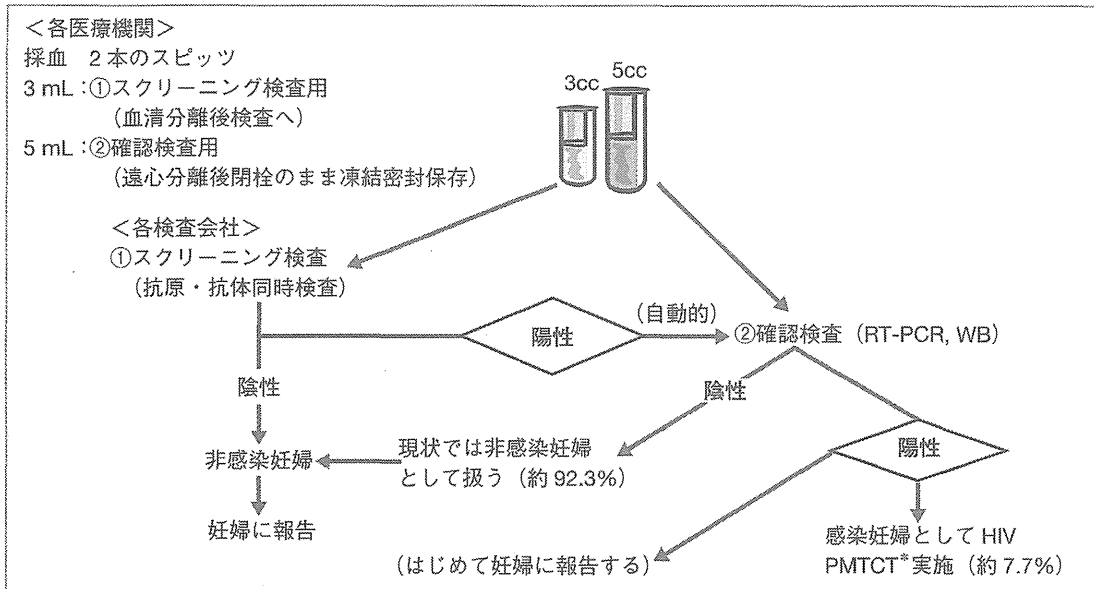 <各医療機関>
採血 2本のスピッツ
3 mL:①スクリーニング検査用
(血清分離後検査へ)
5 mL:②確認検査用
(遠心分離後閉栓のまま凍結密封保存)
3cc
5cc
<各検査会社>
①スクリーニング検査
(抗原・抗体同時検査)
陽性
(自動的)
②確認検査(RT-PCR, WB)
陰性
陰性
陽性
非感染妊婦
現状では非感染妊婦
として扱う(約 92.3%)
妊婦に報告
(はじめて妊婦に報告する)
感染妊婦として HIV
PMTCT*実施(約 7.7%)